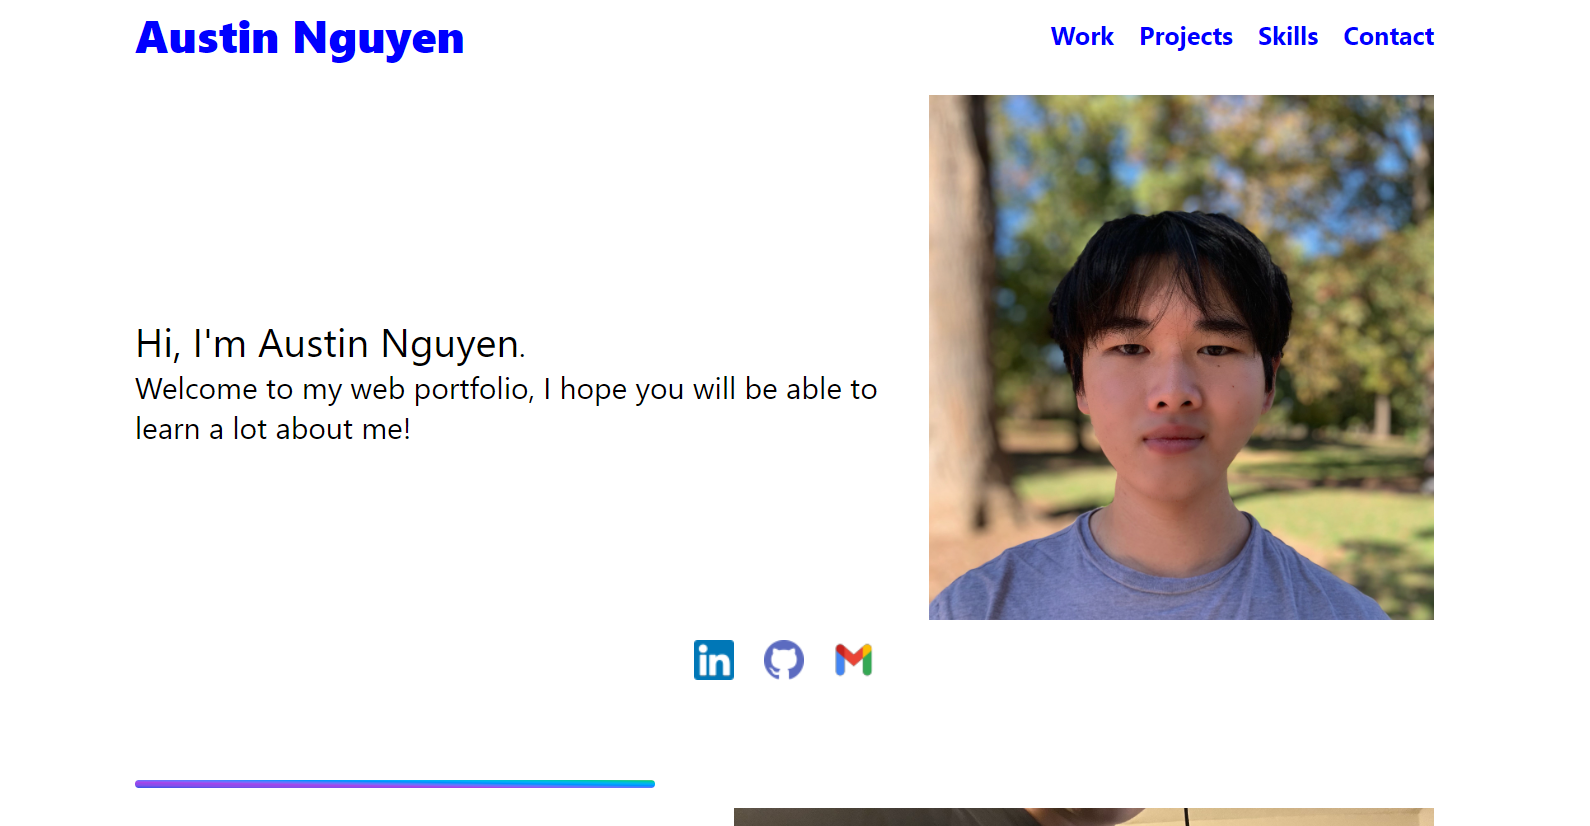 Austin Nguyen
Work Projects Skills Contact
Hi, I'm Austin Nguyen.
Welcome to my web portfolio, I hope you will be able to
learn a lot about me!
in